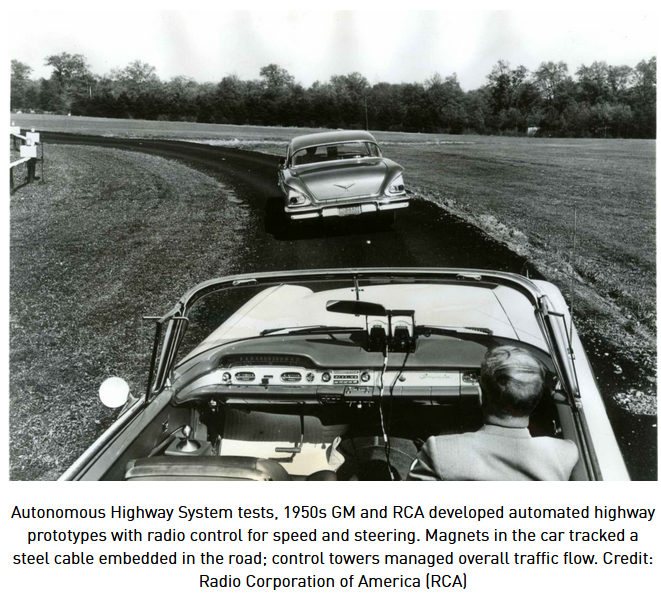 Autonomous Highway System tests, 1950s GM and RCA developed automated highway
prototypes with radio control for speed and steering. Magnets in the car tracked a
steel cable embedded in the road; control towers managed overall traffic flow. Credit:
Radio Corporation of America (RCA)